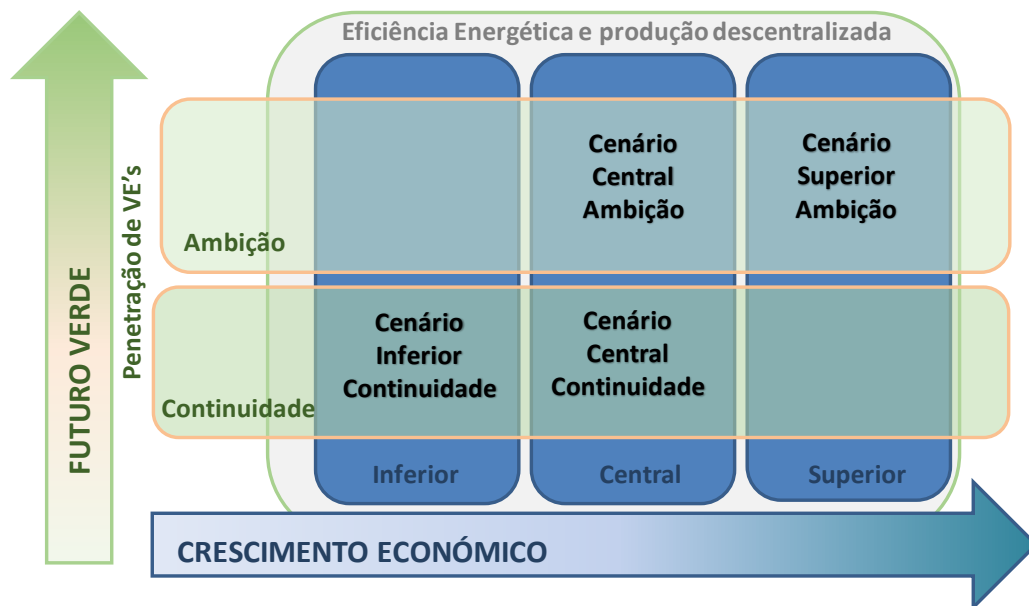 Eficiência Energética e produção descentralizada
FUTURO VERDE
Penetração de VE's
Ambição
Cenário
Central
Ambição
Cenário
Superior
Ambição
Continuidade
Cenário
Inferior
Continuidade
Cenário
Central
Continuidade
Inferior
Central
Superior
CRESCIMENTO ECONÓMICO